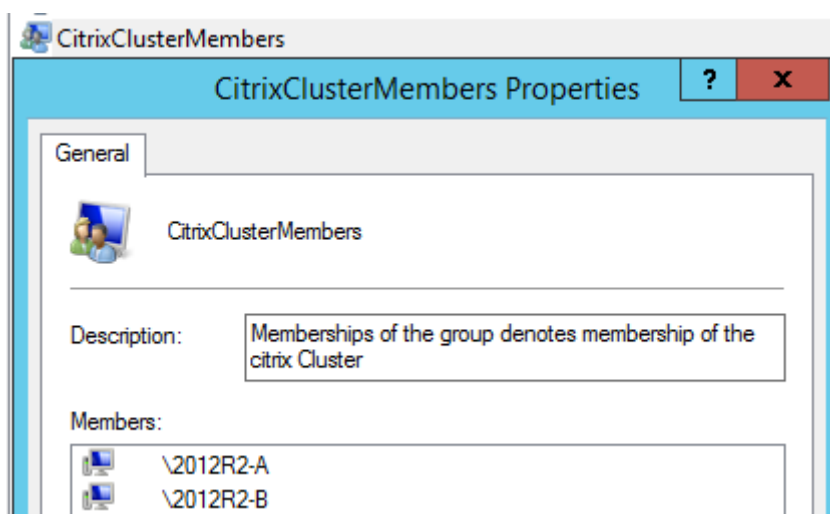 CitrixClusterMembers
CitrixClusterMembers Properties
?
x
General
CitrixClusterMembers
Description:
Memberships of the group denotes membership of the
citrix Cluster
Members:
\2012R2-A
\2012R2-B